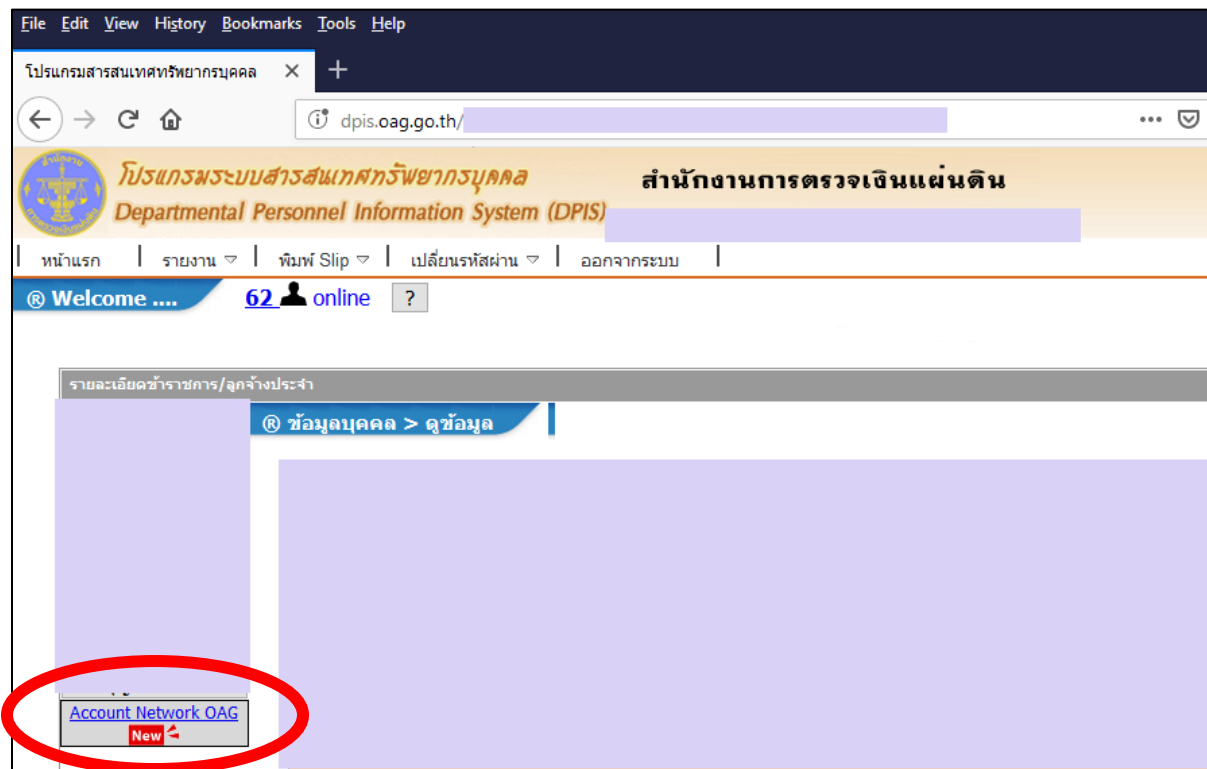 File Edit View History Bookmarks Tools Help
โปรแกรมสารสนเทศทรัพยากรบุคคล
dpis.oag.go.th/
โปรแกรมระบบสารสนเทศทรัพยากรบุคคล
สำนักงานการตรวจเงินแผ่นดิน
Departmental Personnel Information System (DPIS)
หน้าแรก รายงาน พิมพ์ Slip เปลี่ยนรหัสผ่าน ออกจากระบบ
® Welcome .... 62 online ?
รายละเอียดข้าราชการ/ลูกจ้างประจำ
® ข้อมูลบุคคล > ดูข้อมูล
Account Network OAG
New